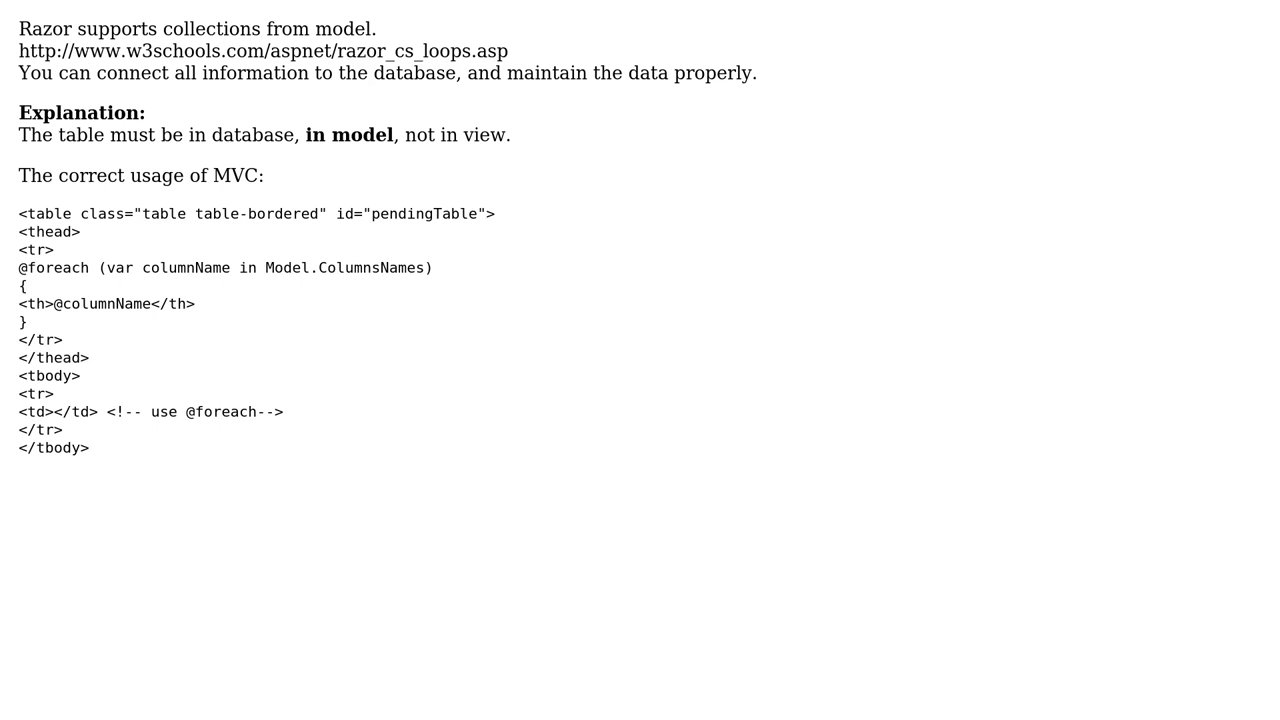 Razor supports collections from model.
http://www.w3schools.com/aspnet/razor_cs_loops.asp
You can connect all information to the database, and maintain the data properly.
Explanation:
The table must be in database, in model, not in view.
The correct usage of MVC:
<table class="table table-bordered" id="pendingTable">
<thead>
<tr>
@foreach (var columnName in Model.ColumnsNames)
{
<th>@columnName</th>
}
</tr>
</thead>
<tbody>
<tr>
<td></td> <!-- use @foreach-->
</tr>
</tbody>